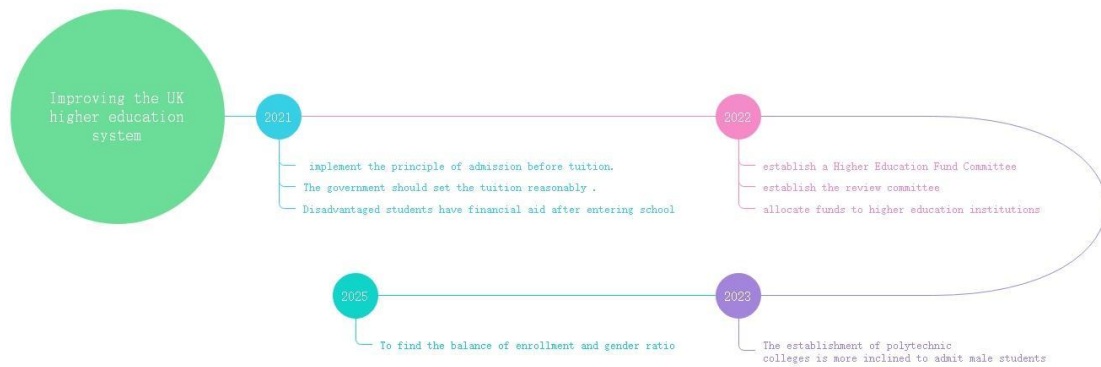 Improving the UK
higher education
system
2021
implement the principle of admission before tuition.
The government should set the tuition reasonably .
Disadvantaged students have financial aid after entering school
2022
establish a Higher Education Fund Committee
establish the review committee
allocate funds to higher education institutions
2023
The establishment of polytechnic
colleges is more inclined to admit male students
2025
To find the balance of enrollment and gender ratio